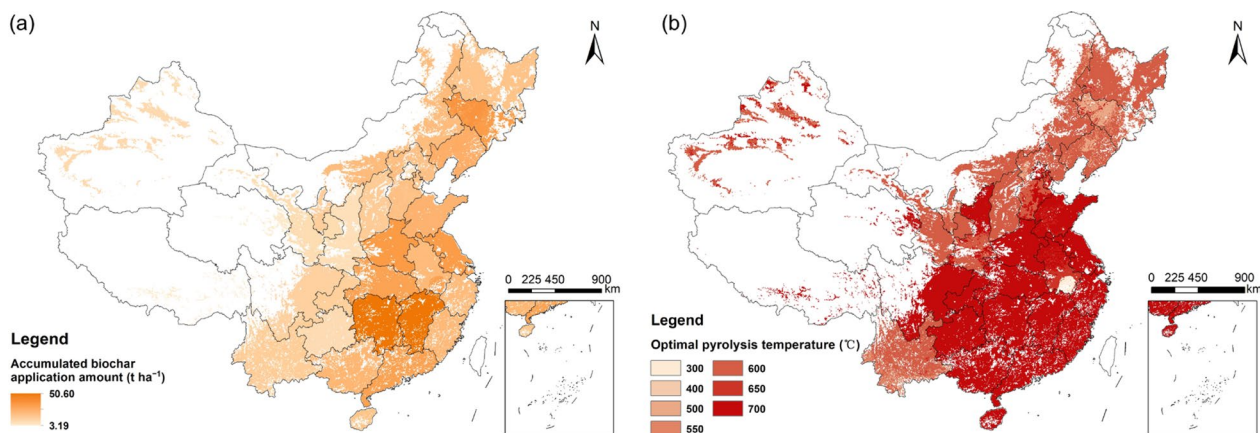 (a)
N
0 225 450 900
km
Legend
Accumulated biochar
application amount (t ha⁻¹)
50.60
3.19
(b)
N
0 225 450 900
km
Legend
Optimal pyrolysis temperature (℃)
300 600
400 650
500 700
550